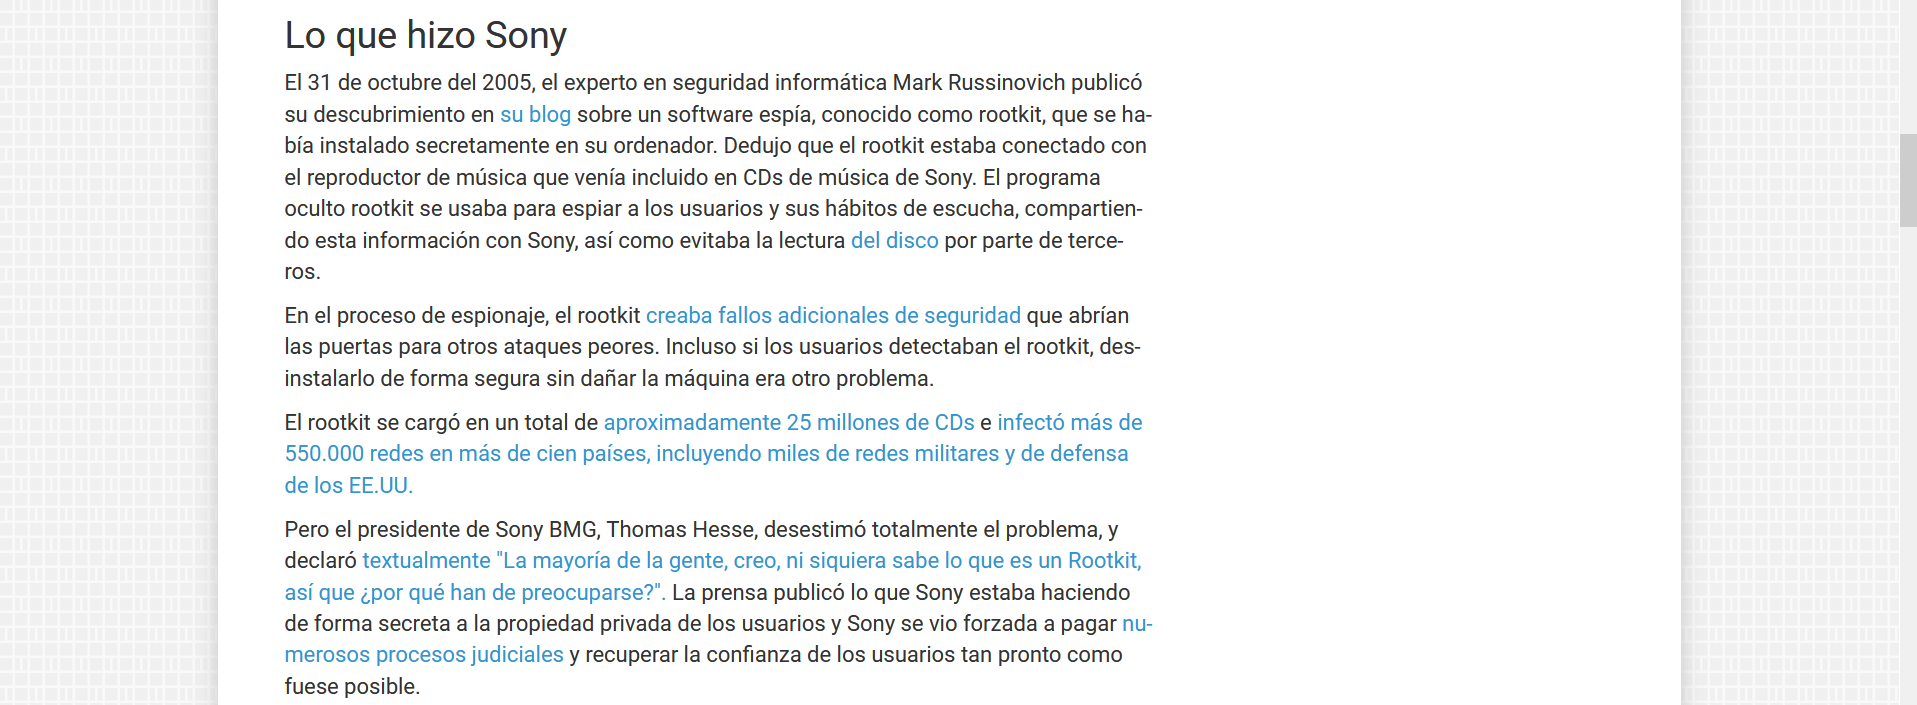 Lo que hizo Sony
El 31 de octubre del 2005, el experto en seguridad informática Mark Russinovich publicó
su descubrimiento en su blog sobre un software espía, conocido como rootkit, que se ha-
bía instalado secretamente en su ordenador. Dedujo que el rootkit estaba conectado con
el reproductor de música que venía incluido en CDs de música de Sony. El programa
oculto rootkit se usaba para espiar a los usuarios y sus hábitos de escucha, compartien-
do esta información con Sony, así como evitaba la lectura del disco por parte de terce-
ros.
En el proceso de espionaje, el rootkit creaba fallos adicionales de seguridad que abrían
las puertas para otros ataques peores. Incluso si los usuarios detectaban el rootkit, des-
instalarlo de forma segura sin dañar la máquina era otro problema.
El rootkit se cargó en un total de aproximadamente 25 millones de CDs e infectó más de
550.000 redes en más de cien países, incluyendo miles de redes militares y de defensa
de los EE.UU.
Pero el presidente de Sony BMG, Thomas Hesse, desestimó totalmente el problema, y
declaró textualmente "La mayoría de la gente, creo, ni siquiera sabe lo que es un Rootkit,
así que ¿por qué han de preocuparse?". La prensa publicó lo que Sony estaba haciendo
de forma secreta a la propiedad privada de los usuarios y Sony se vio forzada a pagar nu-
merosos procesos judiciales y recuperar la confianza de los usuarios tan pronto como
fuese posible.